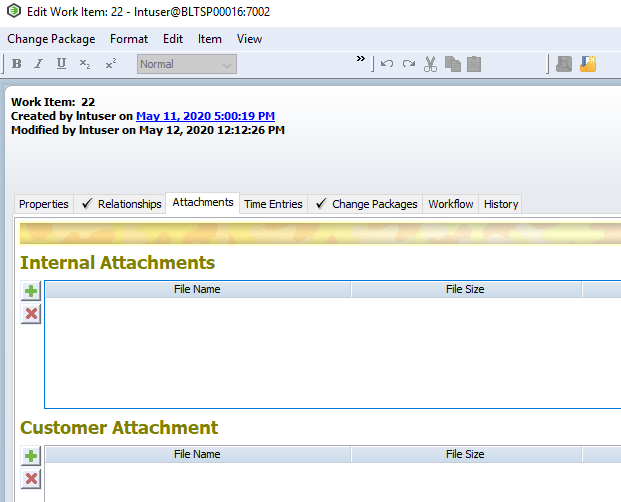 Edit Work Item: 22 - lntuser@BLTSP00016:7002
Change Package Format Edit Item View
B I U x₂ x² Normal »
Work Item: 22
Created by lntuser on May 11, 2020 5:00:19 PM
Modified by lntuser on May 12, 2020 12:12:26 PM
Properties Relationships Attachments Time Entries Change Packages Workflow History
Internal Attachments
File Name File Size
Customer Attachment
File Name File Size